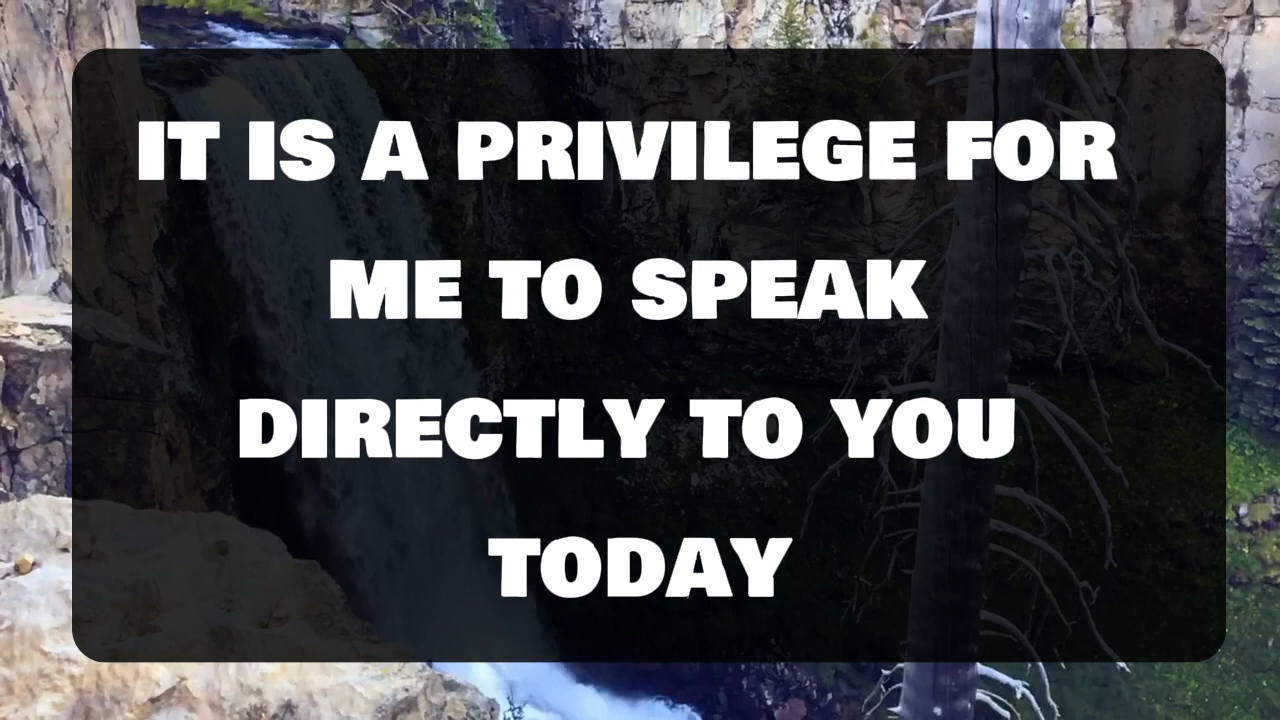 IT IS A PRIVILEGE FOR
ME TO SPEAK
DIRECTLY TO YOU
TODAY